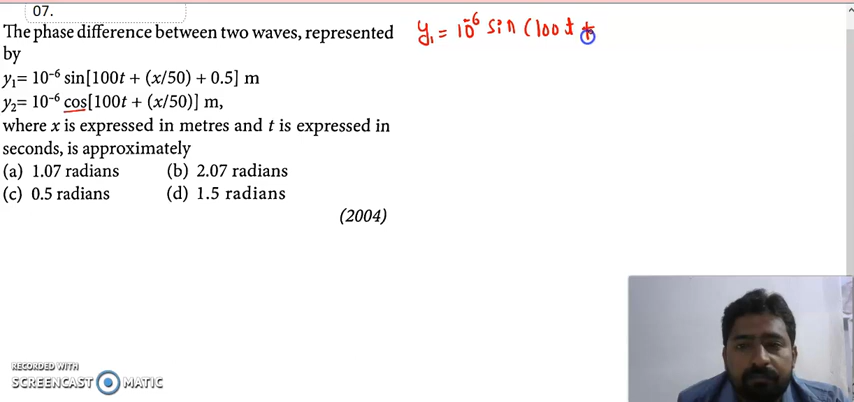 07.
The phase difference between two waves, represented
by
y₁= 10⁻⁶ sin[100t + (x/50) + 0.5] m
y₂= 10⁻⁶ cos[100t + (x/50)] m,
where x is expressed in metres and t is expressed in
seconds, is approximately
(a) 1.07 radians (b) 2.07 radians
(c) 0.5 radians (d) 1.5 radians
(2004)
y₁ = 10⁻⁶ sin (100t +
RECORDED WITH
SCREENCAST MATIC